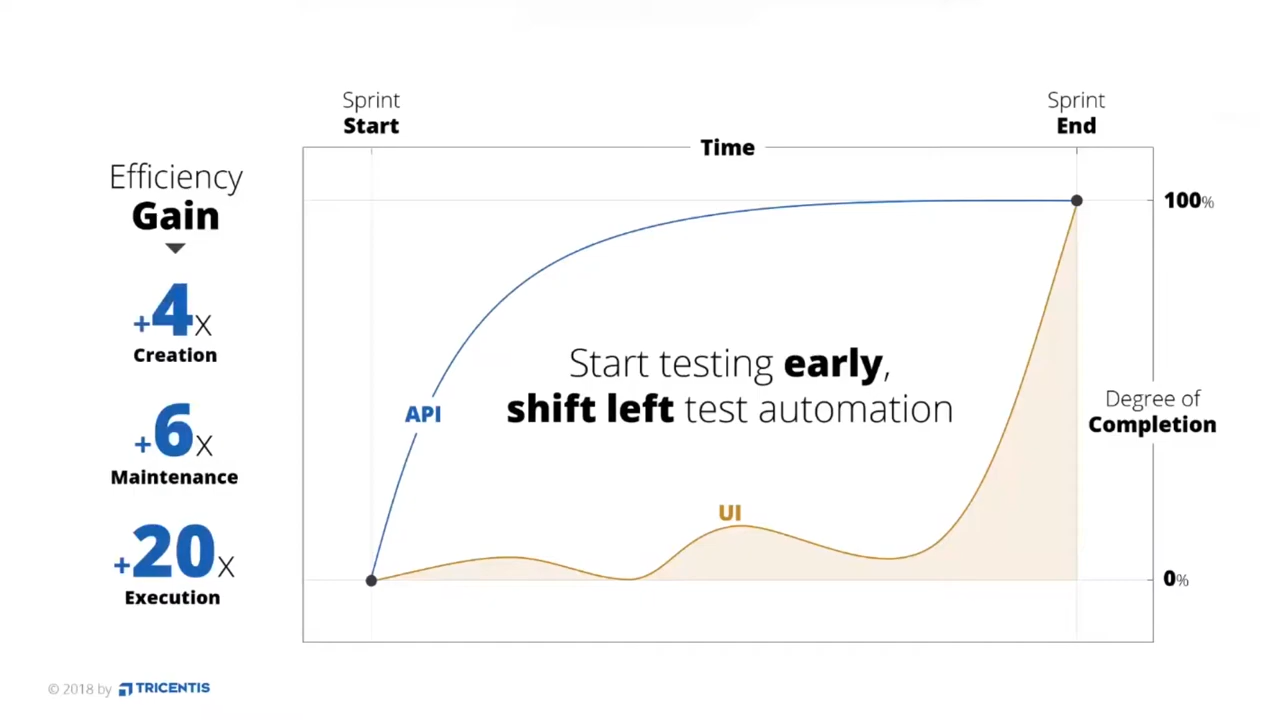 Sprint
Start
Sprint
End
Time
Efficiency
Gain
+4x
Creation
+6x
Maintenance
+20x
Execution
100%
API
Start testing early,
shift left test automation
Degree of
Completion
UI
0%
© 2018 by TRICENTIS